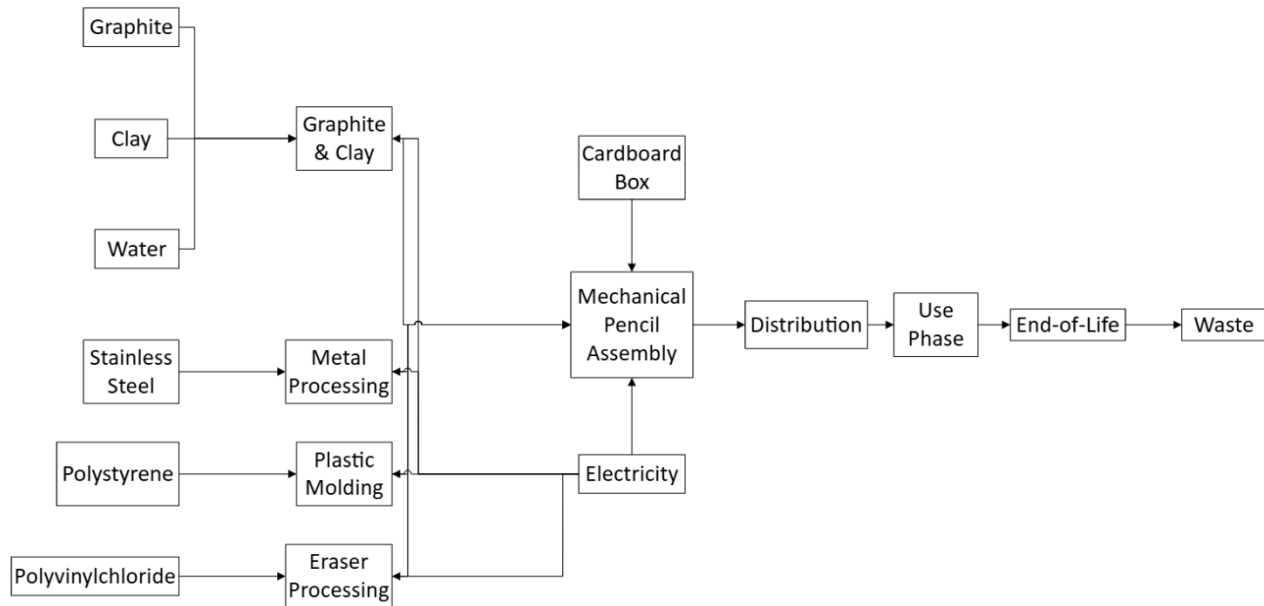 Graphite
Clay
Water
Graphite
& Clay
Cardboard
Box
Stainless
Steel
Metal
Processing
Mechanical
Pencil
Assembly
Distribution
Use
Phase
End-of-Life
Waste
Polystyrene
Plastic
Molding
Electricity
Polyvinylchloride
Eraser
Processing